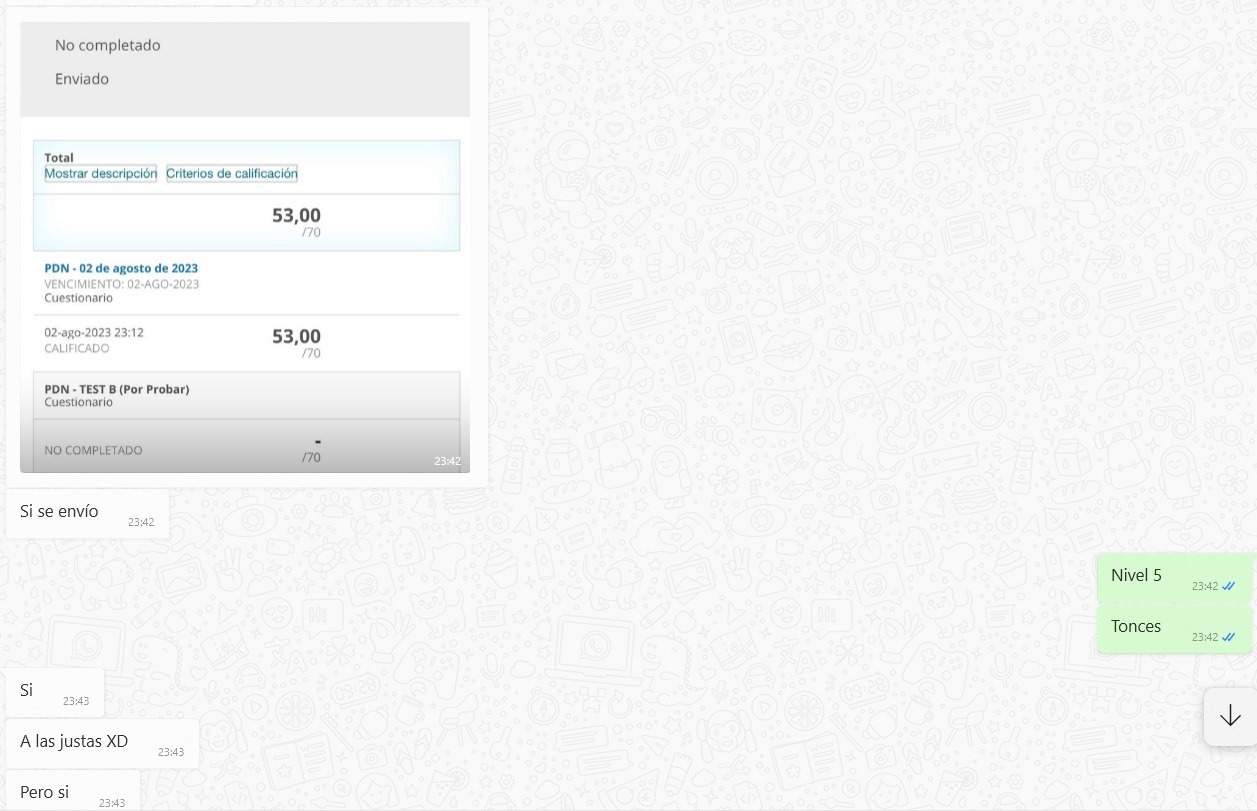 No completado
Enviado
Total
Mostrar descripción Criterios de calificación
53,00
/70
PDN - 02 de agosto de 2023
VENCIMIENTO: 02-AGO-2023
Cuestionario
02-ago-2023 23:12
CALIFICADO
53,00
/70
PDN - TEST B (Por Probar)
Cuestionario
NO COMPLETADO
-
/70
23:42
Si se envío 23:42
Nivel 5 23:42
Tonces 23:42
Si 23:43
A las justas XD 23:43
Pero si 23:43